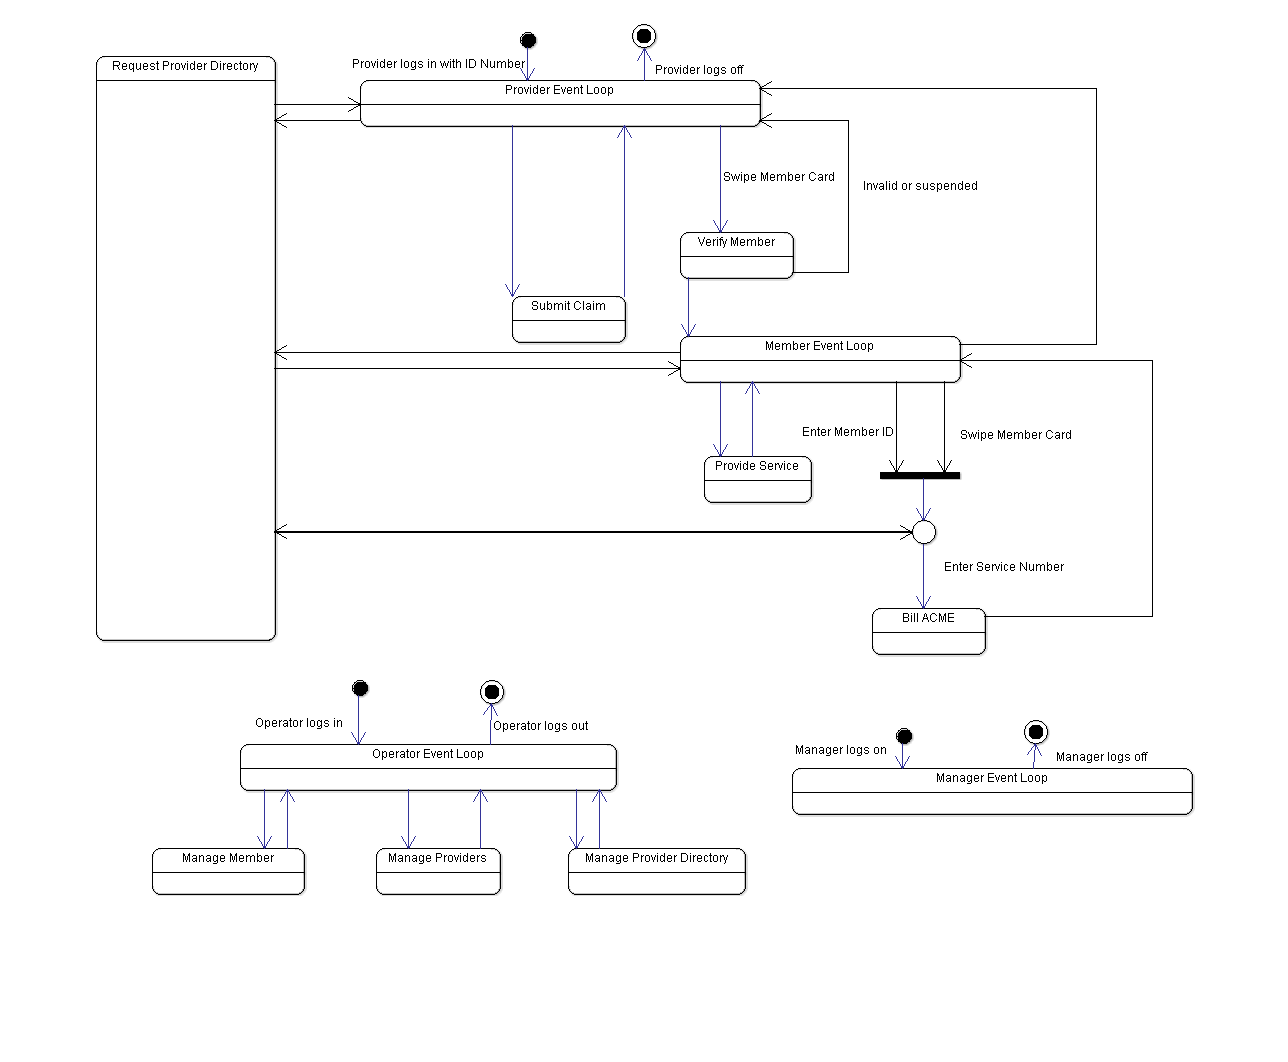 Request Provider Directory
Provider logs in with ID Number
Provider logs off
Provider Event Loop
Swipe Member Card
Invalid or suspended
Verify Member
Submit Claim
Member Event Loop
Enter Member ID
Swipe Member Card
Provide Service
Enter Service Number
Bill ACME
Operator logs in
Operator logs out
Operator Event Loop
Manager logs on
Manager logs off
Manager Event Loop
Manage Member
Manage Providers
Manage Provider Directory